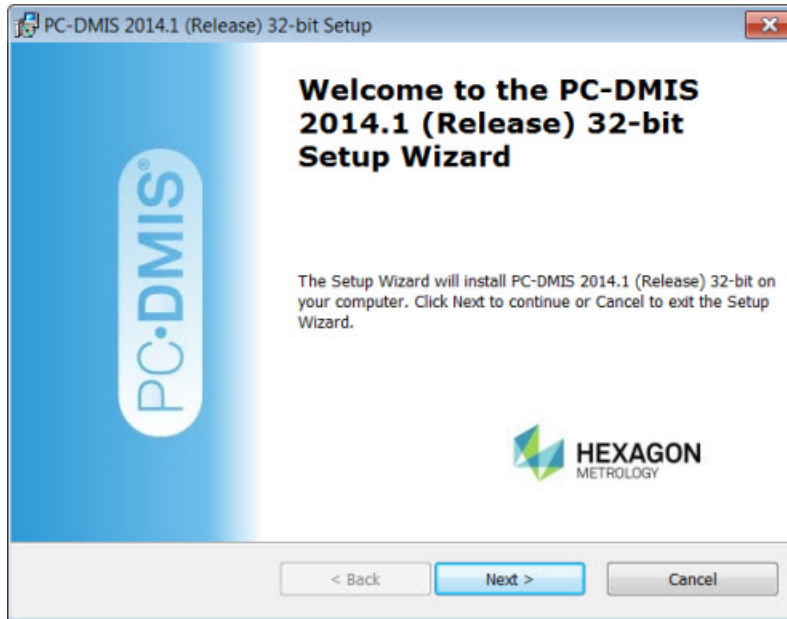 PC-DMIS 2014.1 (Release) 32-bit Setup
Welcome to the PC-DMIS
2014.1 (Release) 32-bit
Setup Wizard
PC•DMIS®
The Setup Wizard will install PC-DMIS 2014.1 (Release) 32-bit on
your computer. Click Next to continue or Cancel to exit the Setup
Wizard.
HEXAGON
METROLOGY
< Back
Next >
Cancel